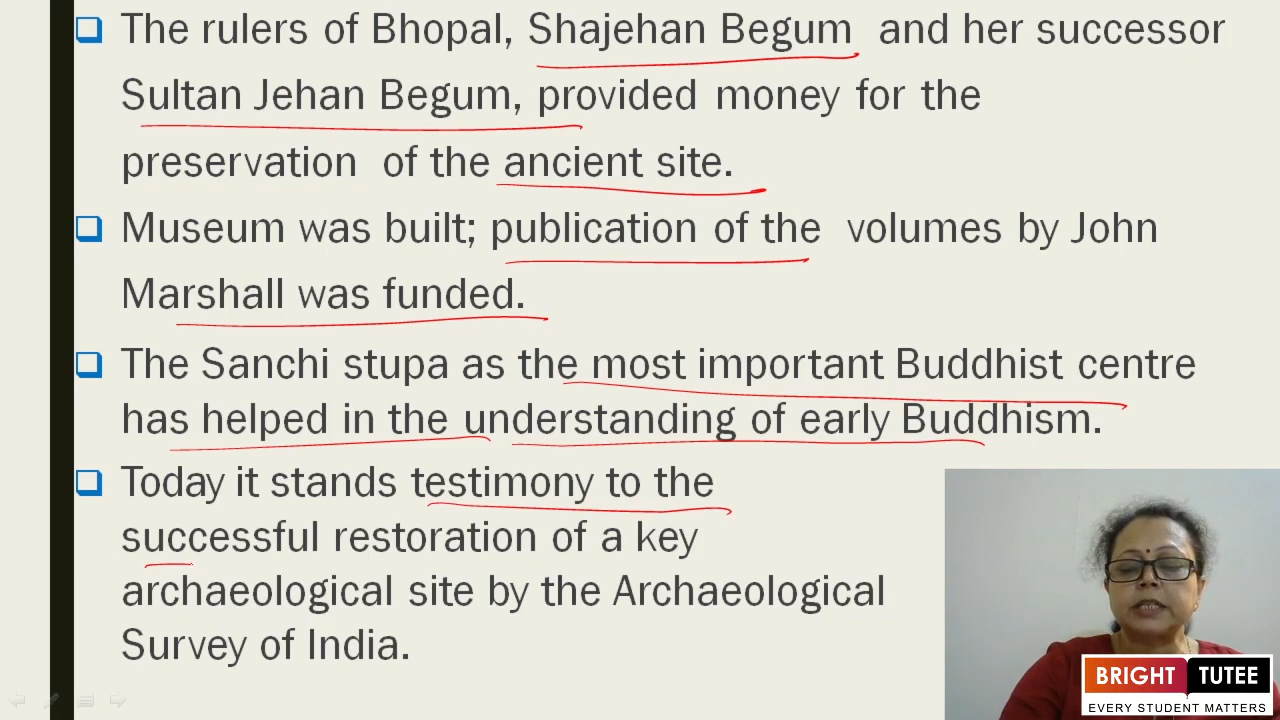 The rulers of Bhopal, Shajehan Begum and her successor
Sultan Jehan Begum, provided money for the
preservation of the ancient site.
Museum was built; publication of the volumes by John
Marshall was funded.
The Sanchi stupa as the most important Buddhist centre
has helped in the understanding of early Buddhism.
Today it stands testimony to the
successful restoration of a key
archaeological site by the Archaeological
Survey of India.
BRIGHT TUTEE
EVERY STUDENT MATTERS